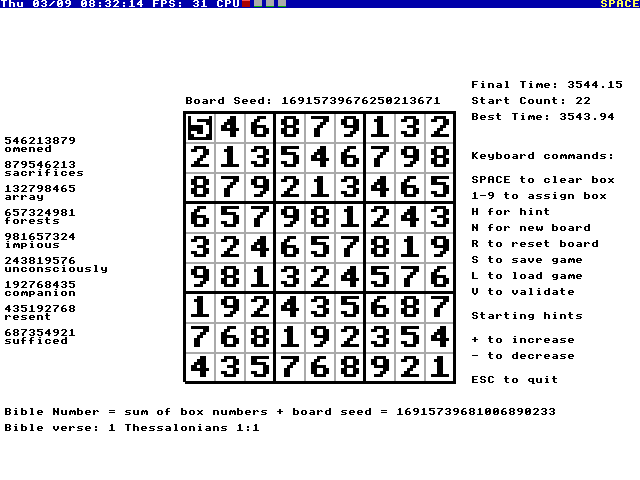 Thu 03/09 08:32:14 FPS: 31 CPU
SPACE
Final Time: 3544.15
Start Count: 22
Best Time: 3543.94
Board Seed: 16915739676250213671
5 4 6 8 7 9 1 3 2
2 1 3 5 4 6 7 9 8
8 7 9 2 1 3 4 6 5
6 5 7 9 8 1 2 4 3
3 2 4 6 5 7 8 1 9
9 8 1 3 2 4 5 7 6
1 9 2 4 3 5 6 8 7
7 6 8 1 9 2 3 5 4
4 3 5 7 6 8 9 2 1
546213879
omened
879546213
sacrifices
132798465
array
657324981
forests
981657324
impious
243819576
unconsciously
192768435
companion
435192768
resent
687354921
sufficed
Keyboard commands:
SPACE to clear box
1-9 to assign box
H for hint
N for new board
R to reset board
S to save game
L to load game
V to validate
Starting hints
+ to increase
- to decrease
ESC to quit
Bible Number = sum of box numbers + board seed = 16915739681006890233
Bible verse: 1 Thessalonians 1:1